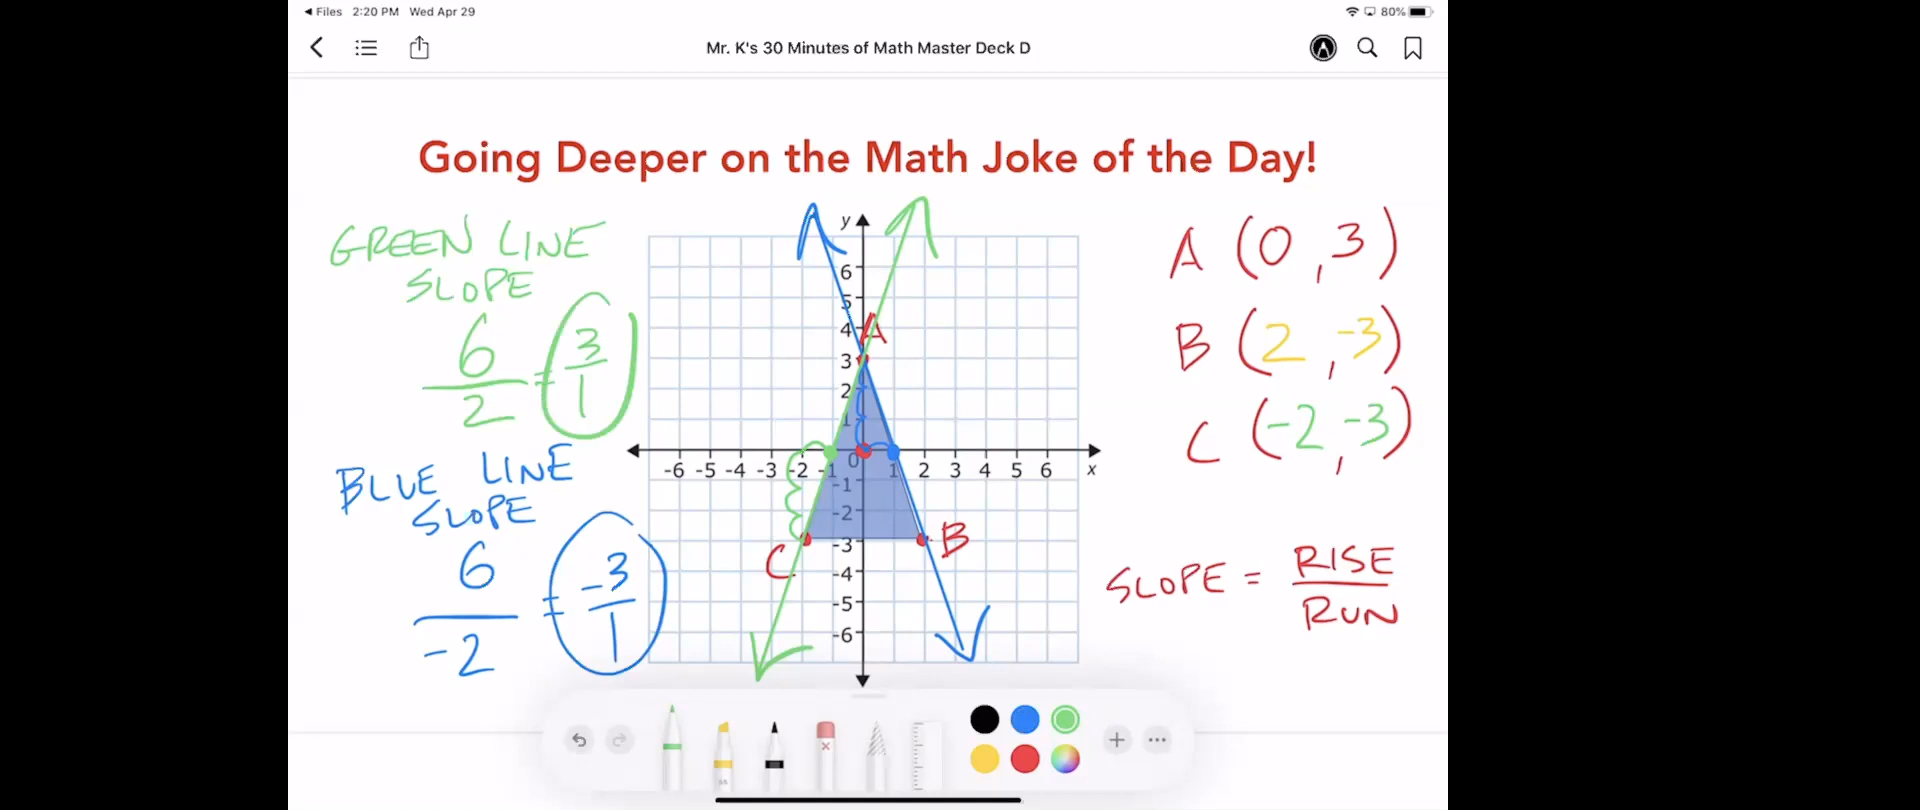 Files 2:20 PM Wed Apr 29
80%
Mr. K's 30 Minutes of Math Master Deck D
Going Deeper on the Math Joke of the Day!
GREEN LINE
SLOPE
6/2 = 3/1
BLUE LINE
SLOPE
6/-2 = -3/1
y
6
5
4
A
3
2
1
-6 -5 -4 -3 -2 -1 0 1 2 3 4 5 6 x
-1
-2
-3
C
B
-4
-5
-6
A (0, 3)
B (2, -3)
C (-2, -3)
SLOPE = RISE/RUN